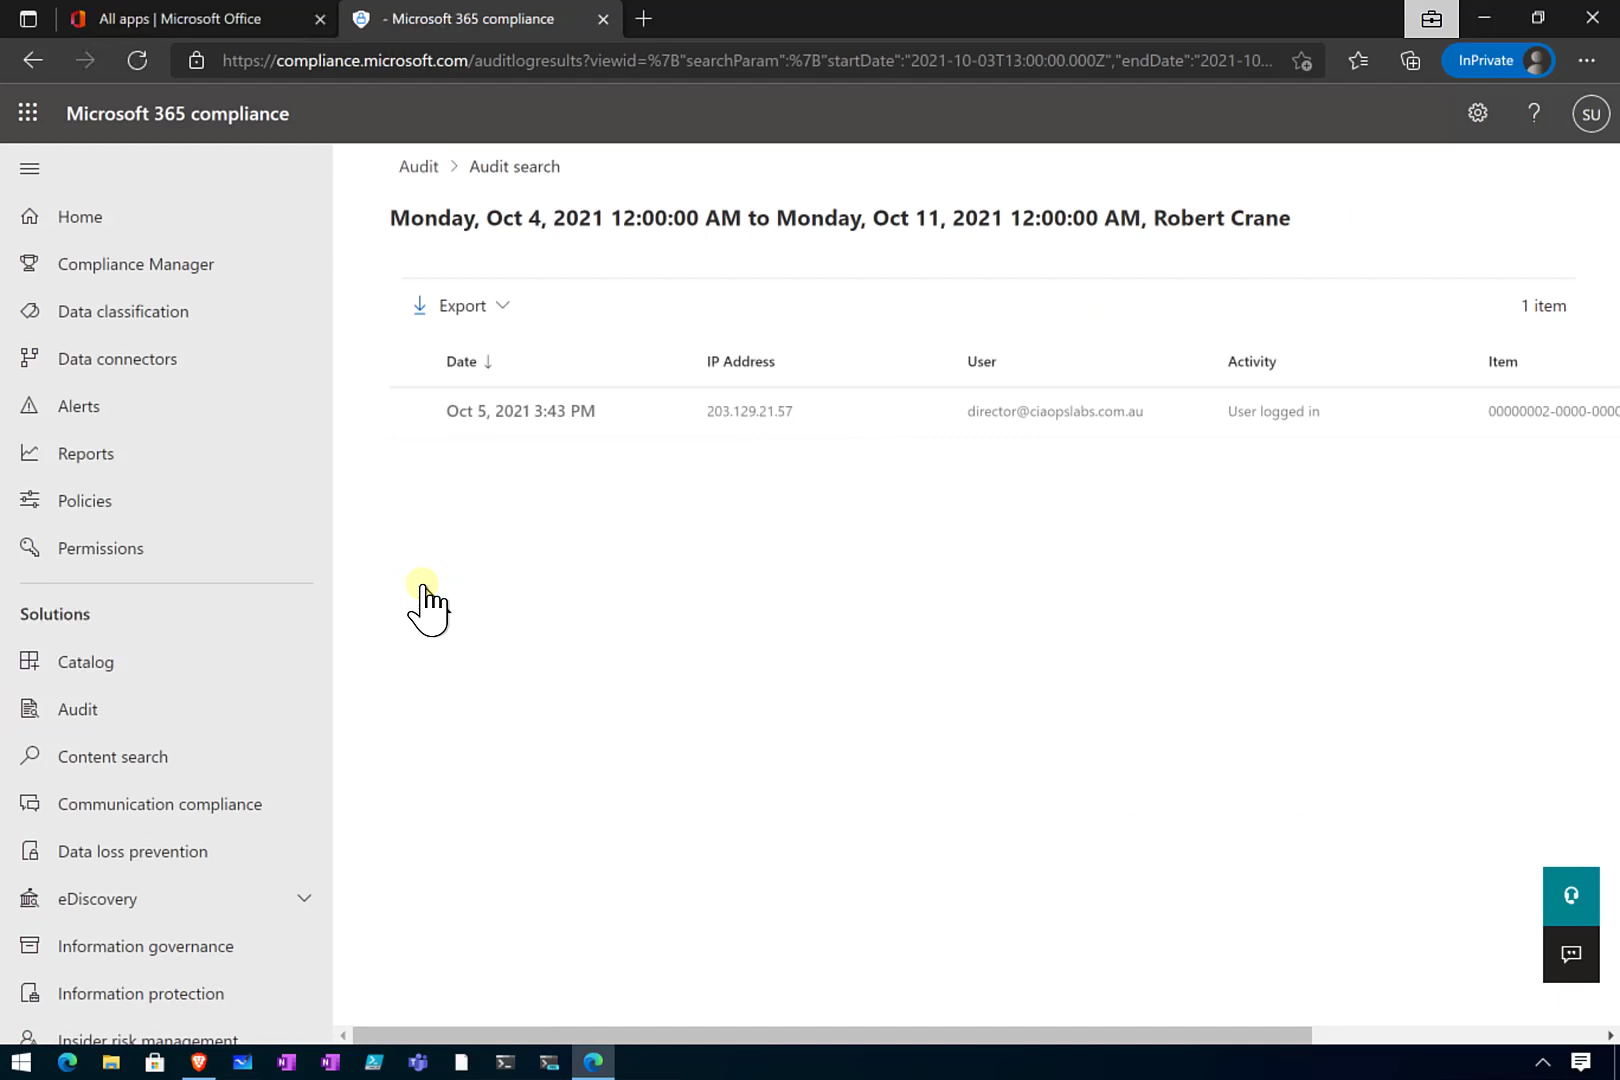 All apps | Microsoft Office
- Microsoft 365 compliance
https://compliance.microsoft.com/auditlogresults?viewid=%7B"searchParam":%7B"startDate":"2021-10-03T13:00:00.000Z","endDate":"2021-10...
InPrivate
Microsoft 365 compliance
?
SU
Home
Compliance Manager
Data classification
Data connectors
Alerts
Reports
Policies
Permissions
Solutions
Catalog
Audit
Content search
Communication compliance
Data loss prevention
eDiscovery
Information governance
Information protection
Insider risk management
Audit > Audit search
Monday, Oct 4, 2021 12:00:00 AM to Monday, Oct 11, 2021 12:00:00 AM, Robert Crane
Export
1 item
Date ↓ IP Address User Activity Item
Oct 5, 2021 3:43 PM 203.129.21.57 director@ciaopslabs.com.au User logged in 00000002-0000-0000